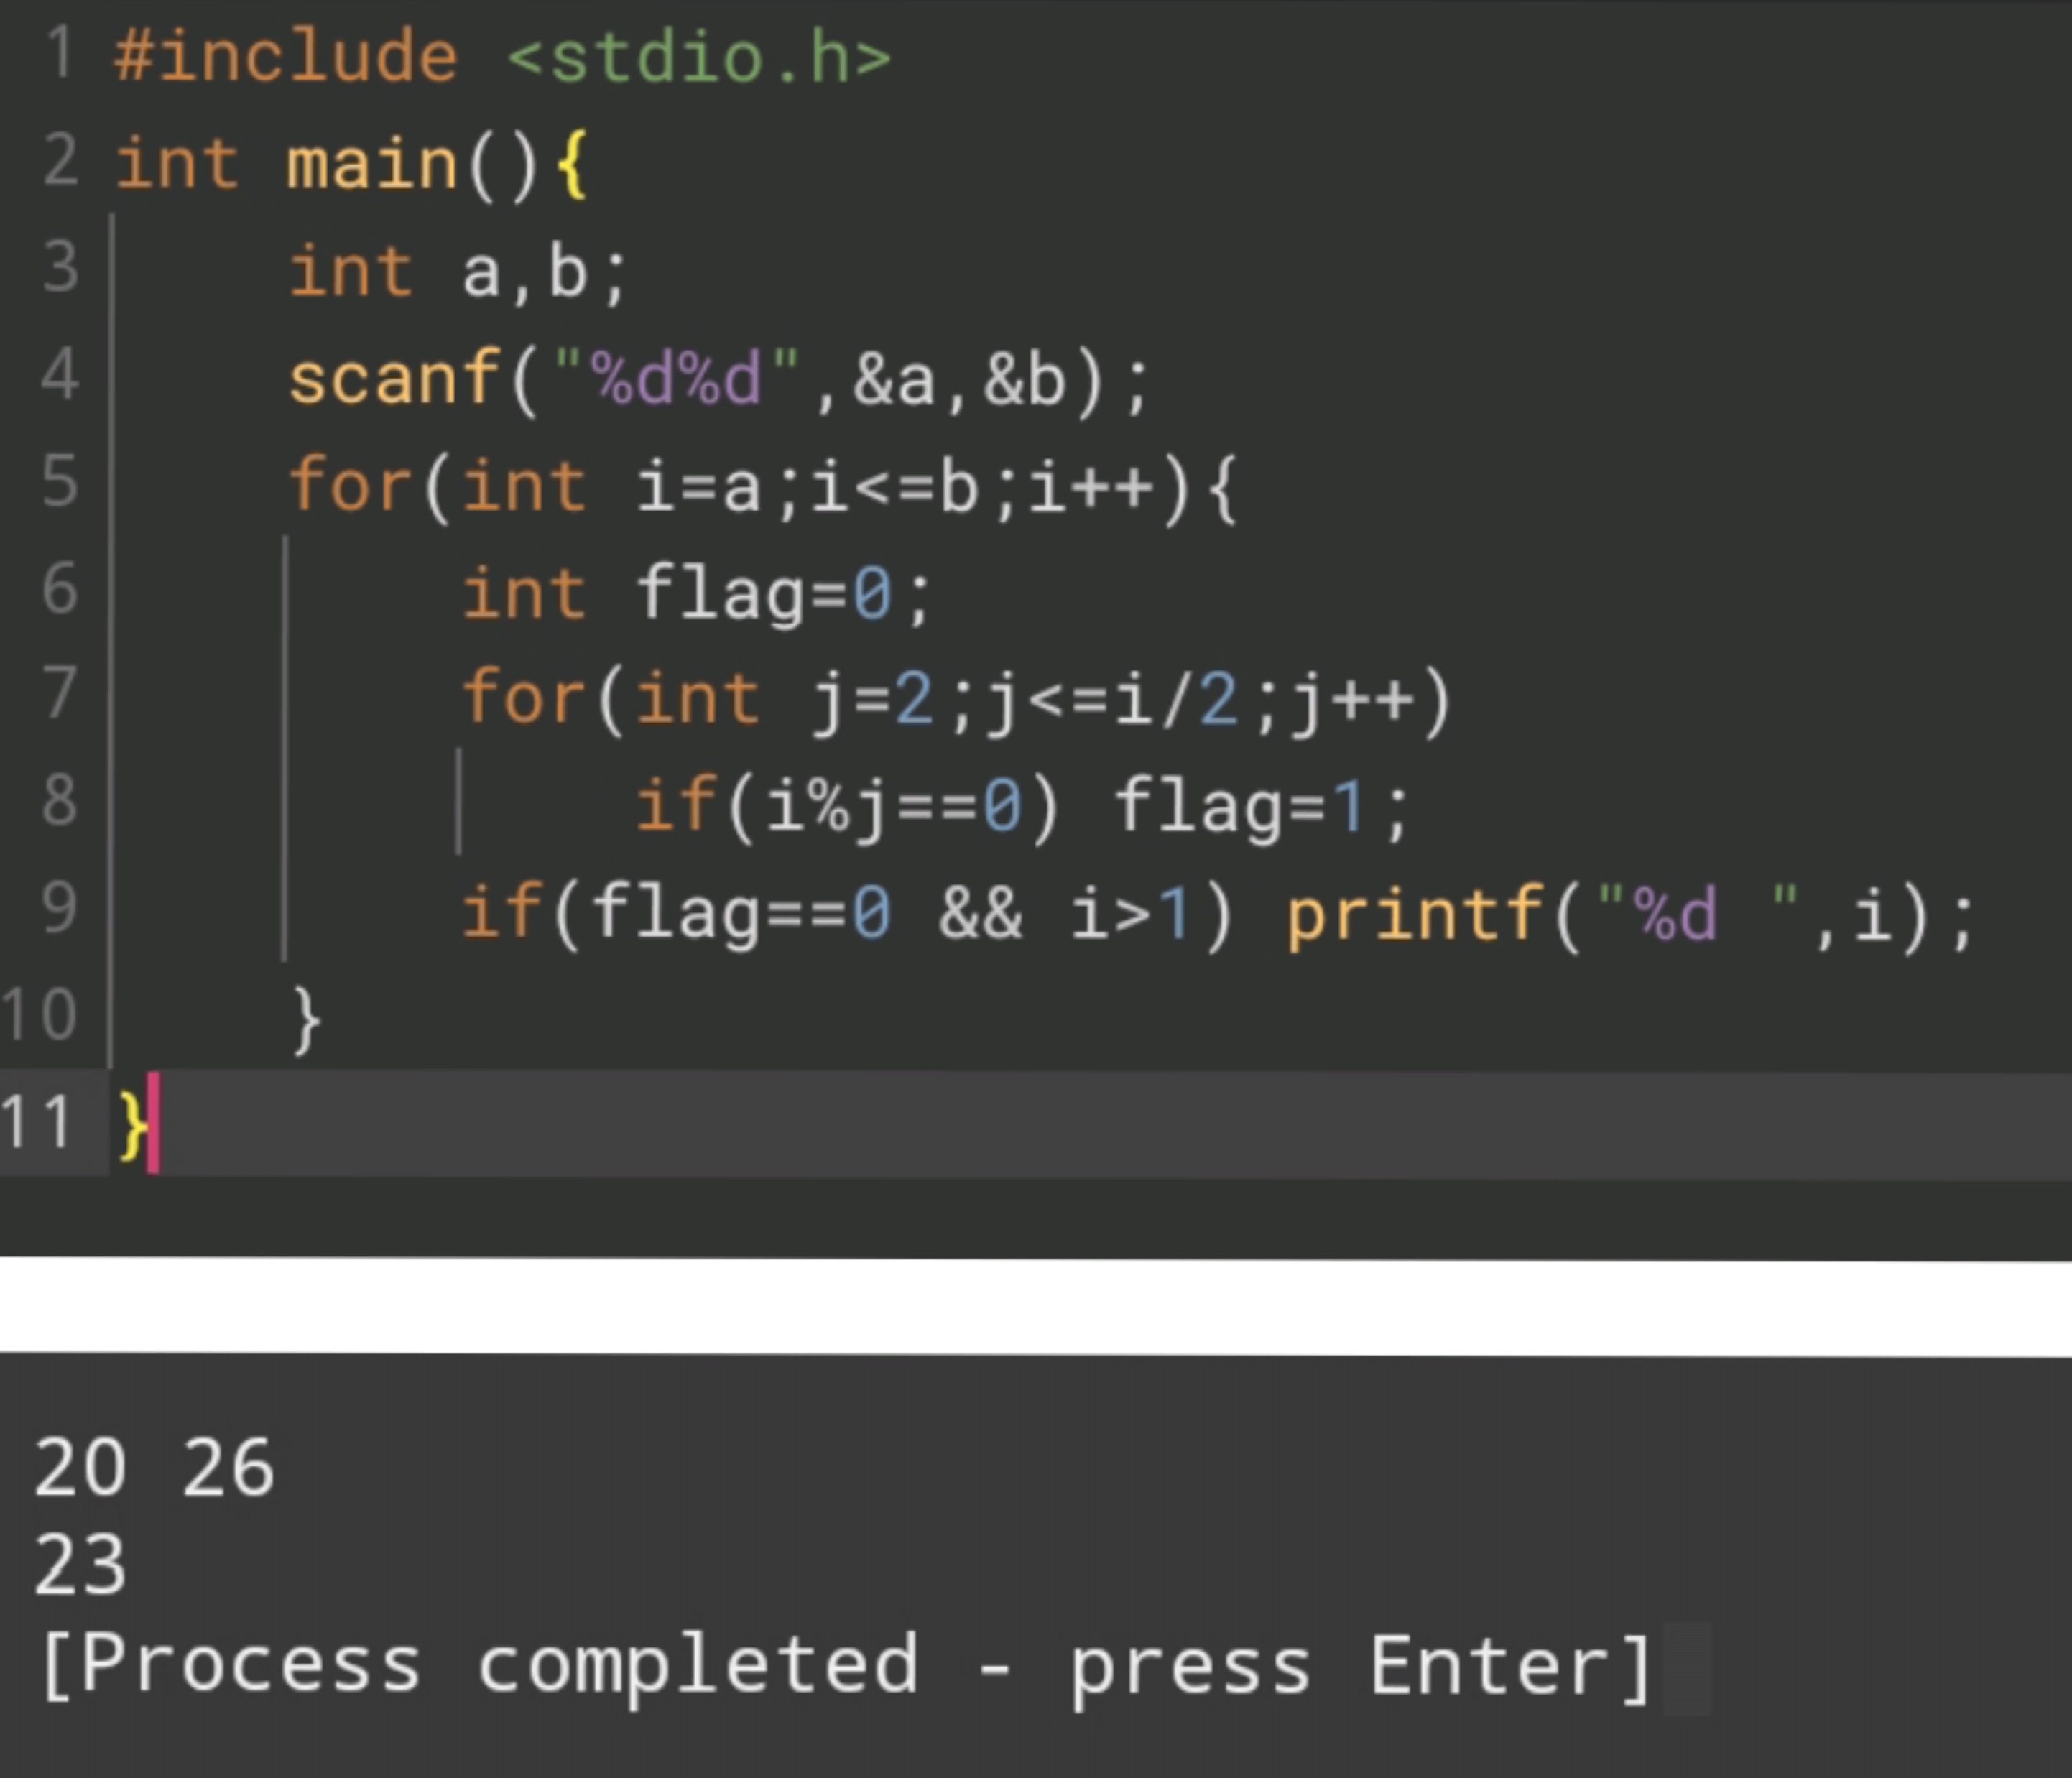 1 #include <stdio.h>
2 int main(){
3     int a,b;
4     scanf("%d%d",&a,&b);
5     for(int i=a;i<=b;i++){
6         int flag=0;
7         for(int j=2;j<=i/2;j++)
8             if(i%j==0) flag=1;
9         if(flag==0 && i>1) printf("%d ",i);
10     }
11 }
20 26
23
[Process completed - press Enter]